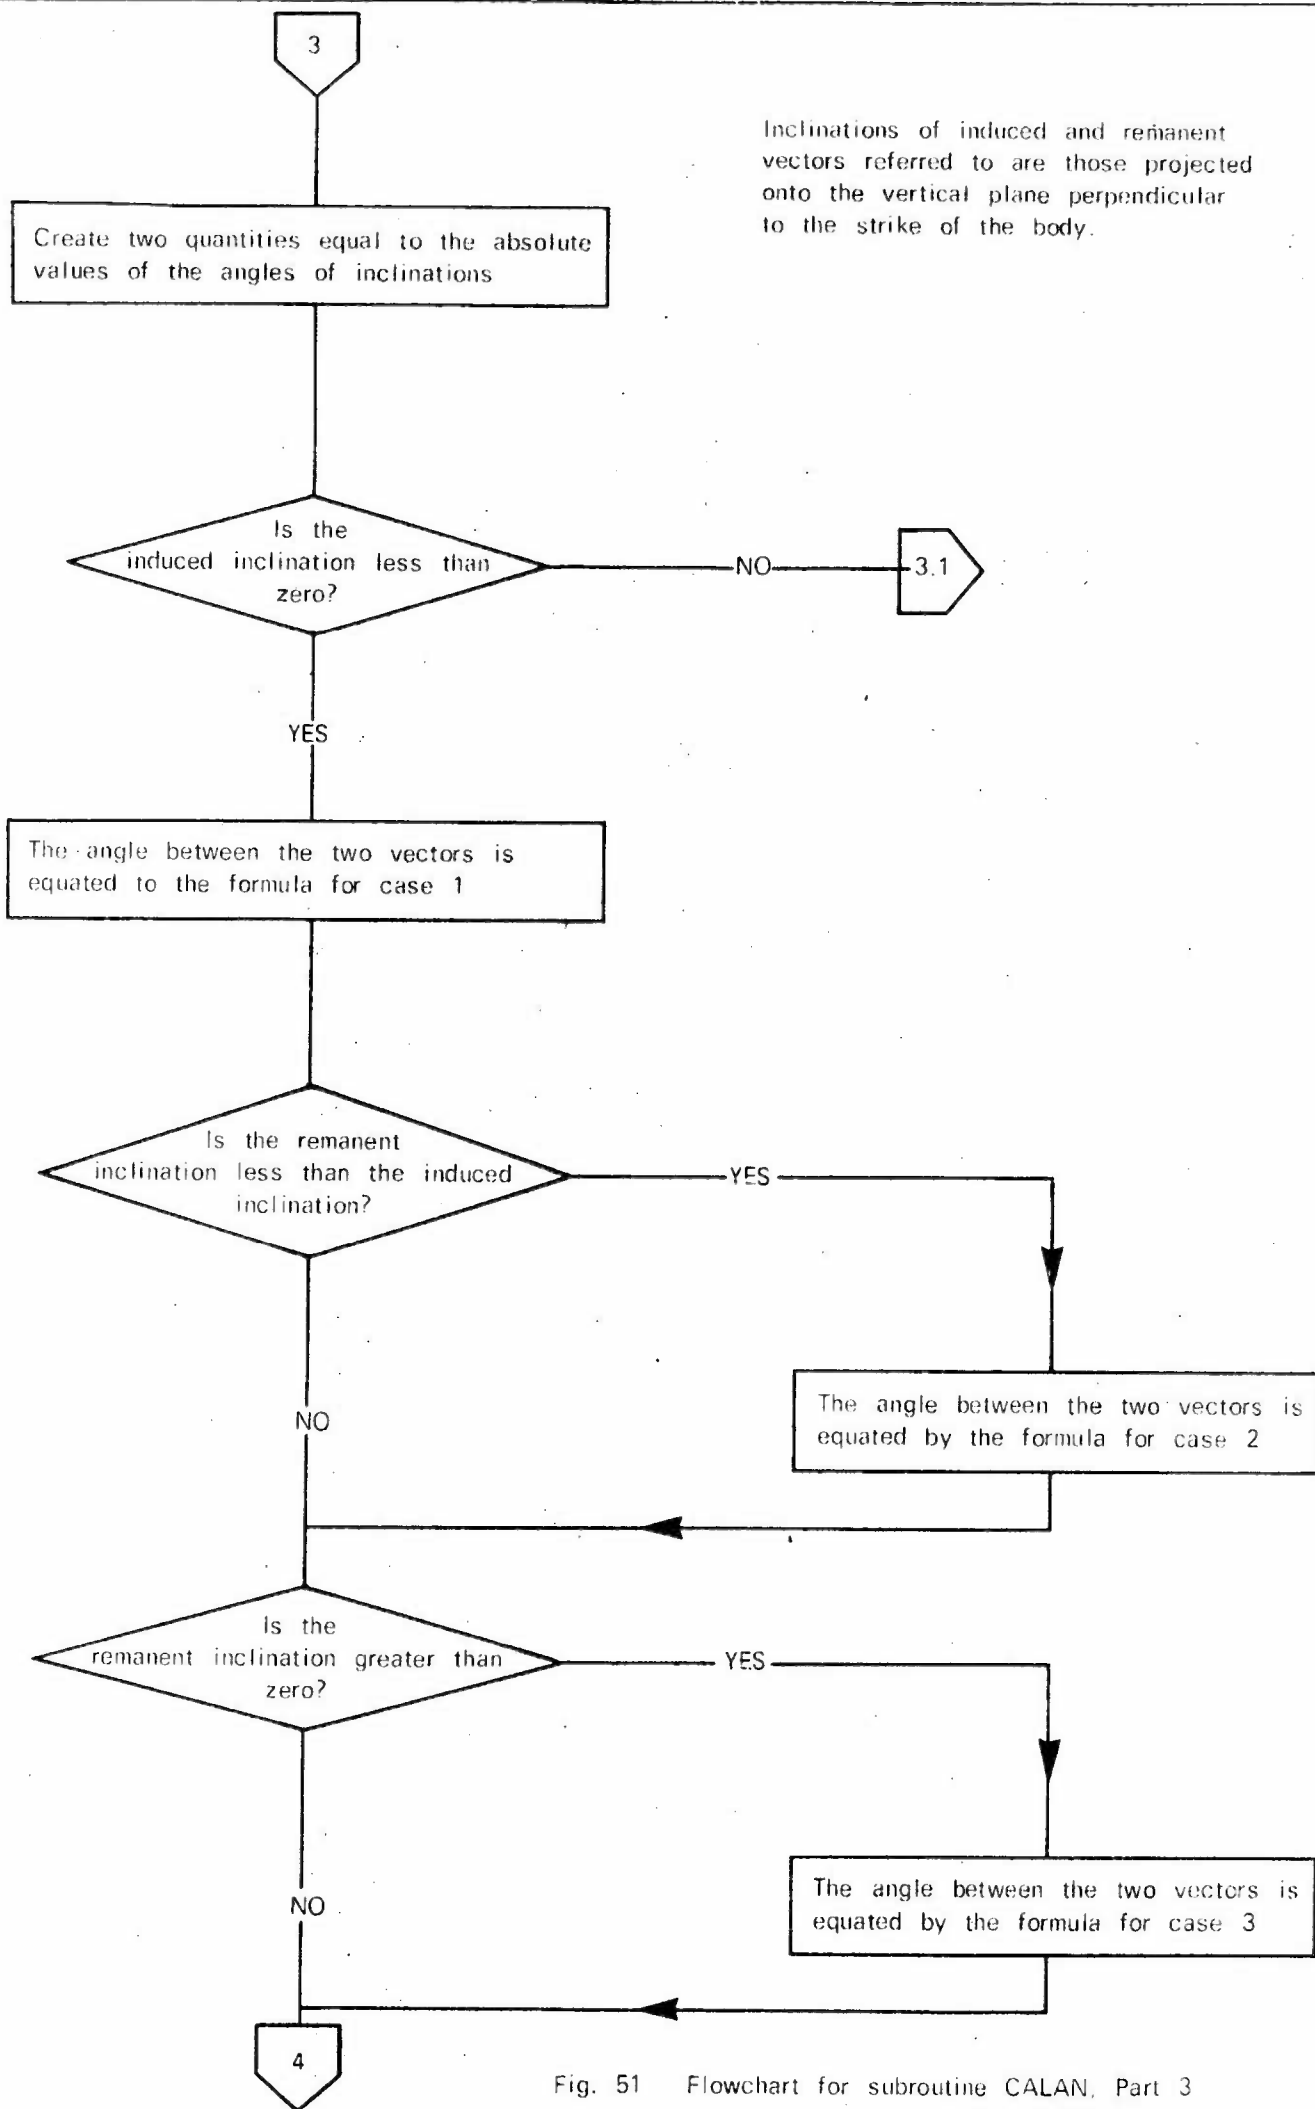 3
Inclinations of induced and remanent
vectors referred to are those projected
onto the vertical plane perpendicular
to the strike of the body.
Create two quantities equal to the absolute
values of the angles of inclinations
Is the
induced inclination less than
zero?
NO
3.1
YES
The angle between the two vectors is
equated to the formula for case 1
Is the remanent
inclination less than the induced
inclination?
YES
NO
The angle between the two vectors is
equated by the formula for case 2
Is the
remanent inclination greater than
zero?
YES
NO
The angle between the two vectors is
equated by the formula for case 3
4
Fig. 51 Flowchart for subroutine CALAN, Part 3